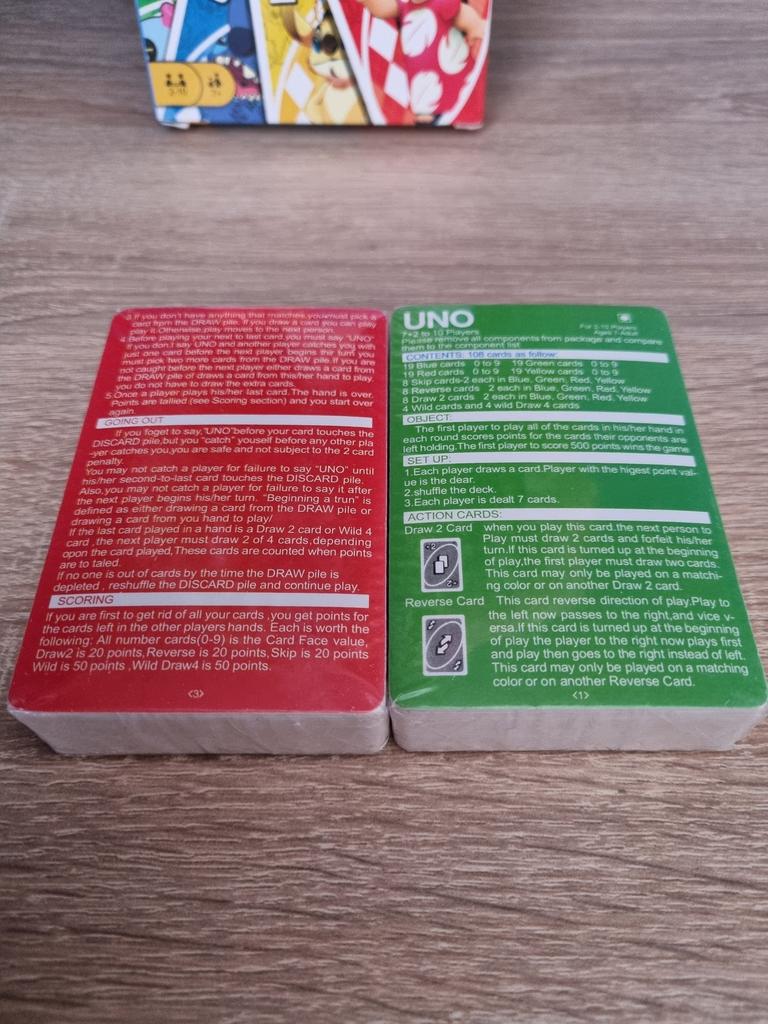 3.If you don't have anything that matches,youmust pick a
card from the DRAW pile. If you draw a card you can play
play it.Otherwise,play moves to the next person.
4.Before playing your next to last card,you must say "UNO"
If you don,t say UNO and another player catches you with
just one card before the next player begins the turn you
must pick two more cards from the DRAW pile.If you are
not caught before the next player either draws a card from
the DRAW pile of draws a card from this/her hand to play.
you do not have to draw the extra cards.
5.Once a player plays his/her last card.The hand is over.
Points are tallied (see Scoring section) and you start over
again.
GOING OUT
If you foget to say,"UNO"before your card touches the
DISCARD pile,but you "catch" youself before any other pla
-yer catches you,you are safe and not subject to the 2 card
penalty.
You may not catch a player for failure to say "UNO" until
his/her second-to-last card touches the DISCARD pile.
Also,you may not catch a player for failure to say it after
the next player begins his/her turn. "Beginning a trun" is
defined as either drawing a card from the DRAW pile or
drawing a card from you hand to play/
If the last card played in a hand is a Draw 2 card or Wild 4
card ,the next player must draw 2 of 4 cards,depending
opon the card played,These cards are counted when points
are to taled.
If no one is out of cards by the time the DRAW pile is
depleted , reshuffle the DISCARD pile and continue play.
SCORING
If you are first to get rid of all your cards ,you get points for
the cards left in the other players hands. Each is worth the
following: All number cards(0-9) is the Card Face value,
Draw2 is 20 points,Reverse is 20 points,Skip is 20 points
Wild is 50 points ,Wild Draw4 is 50 points.
<3>
UNO
For 2-10 Players
Ages 7-Adult
7+2 to 10 Players
Please remove all components from package and compare
them to the component list
CONTENTS: 108 cards as follow:
19 Blue cards 0 to 9 19 Green cards 0 to 9
19 Red cards 0 to 9 19 Yellow cards 0 to 9
8 Skip cards-2 each in Blue, Green, Red, Yellow
8 Reverse cards 2 each in Blue, Green, Red, Yellow
8 Draw 2 cards 2 each in Blue, Green, Red, Yellow
4 Wild cards and 4 wild Draw 4 cards
OBJECT:
The first player to play all of the cards in his/her hand in
each round scores points for the cards their opponents are
left holding.The first player to score 500 points wins the game
SET UP:
1.Each player draws a card.Player with the higest point val-
ue is the dear.
2.shuffle the deck.
3.Each player is dealt 7 cards.
ACTION CARDS:
Draw 2 Card when you play this card.the next person to
Play must draw 2 cards and forfeit his/her
turn.If this card is turned up at the beginning
of play,the first player must draw two cards.
This card may only be played on a matchi-
ng color or on another Draw 2 card.
Reverse Card This card reverse direction of play.Play to
the left now passes to the right,and vice v-
ersa.If this card is turned up at the beginning
play the player to the right now plays first
and play then goes to the right instead of left.
This card may only be played on a matching
color or on another Reverse Card.
<1>